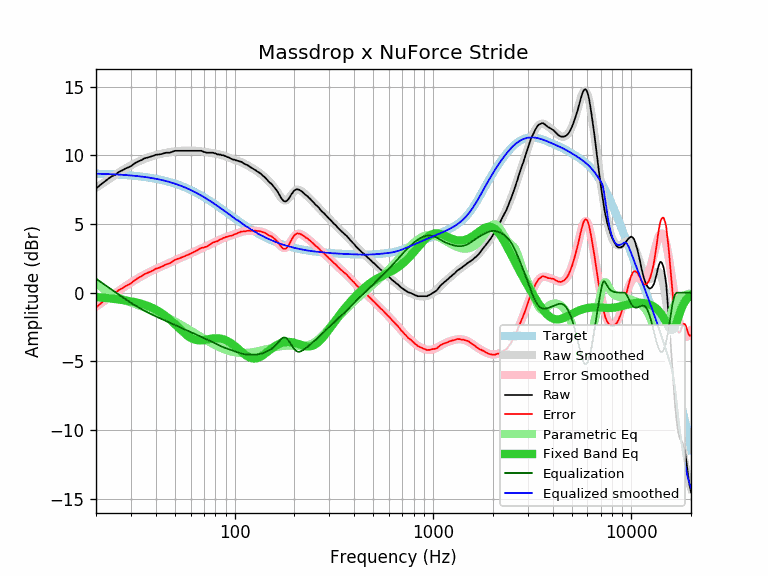 Massdrop x NuForce Stride
15
10
5
0
−5
−10
−15
Amplitude (dBr)
Target
Raw Smoothed
Error Smoothed
Raw
Error
Parametric Eq
Fixed Band Eq
Equalization
Equalized smoothed
100
1000
10000
Frequency (Hz)